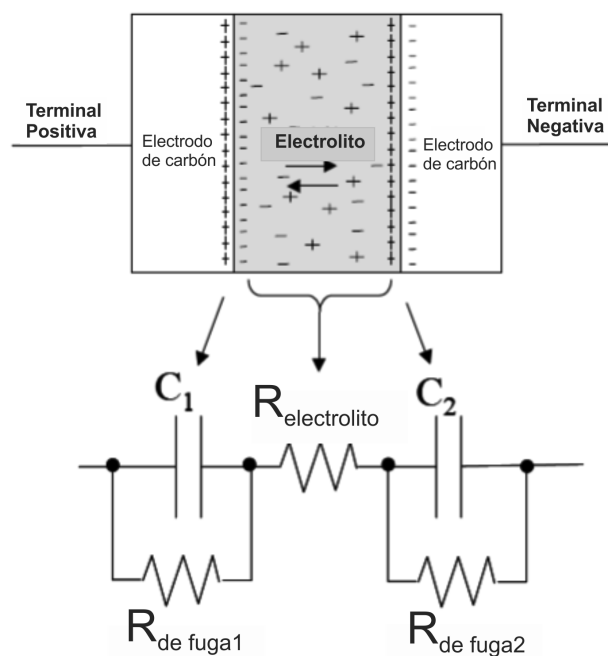 Terminal
Positiva
Electrodo
de carbón
Electrolito
Electrodo
de carbón
Terminal
Negativa
C1
Relectrolito
C2
Rde fuga1
Rde fuga2